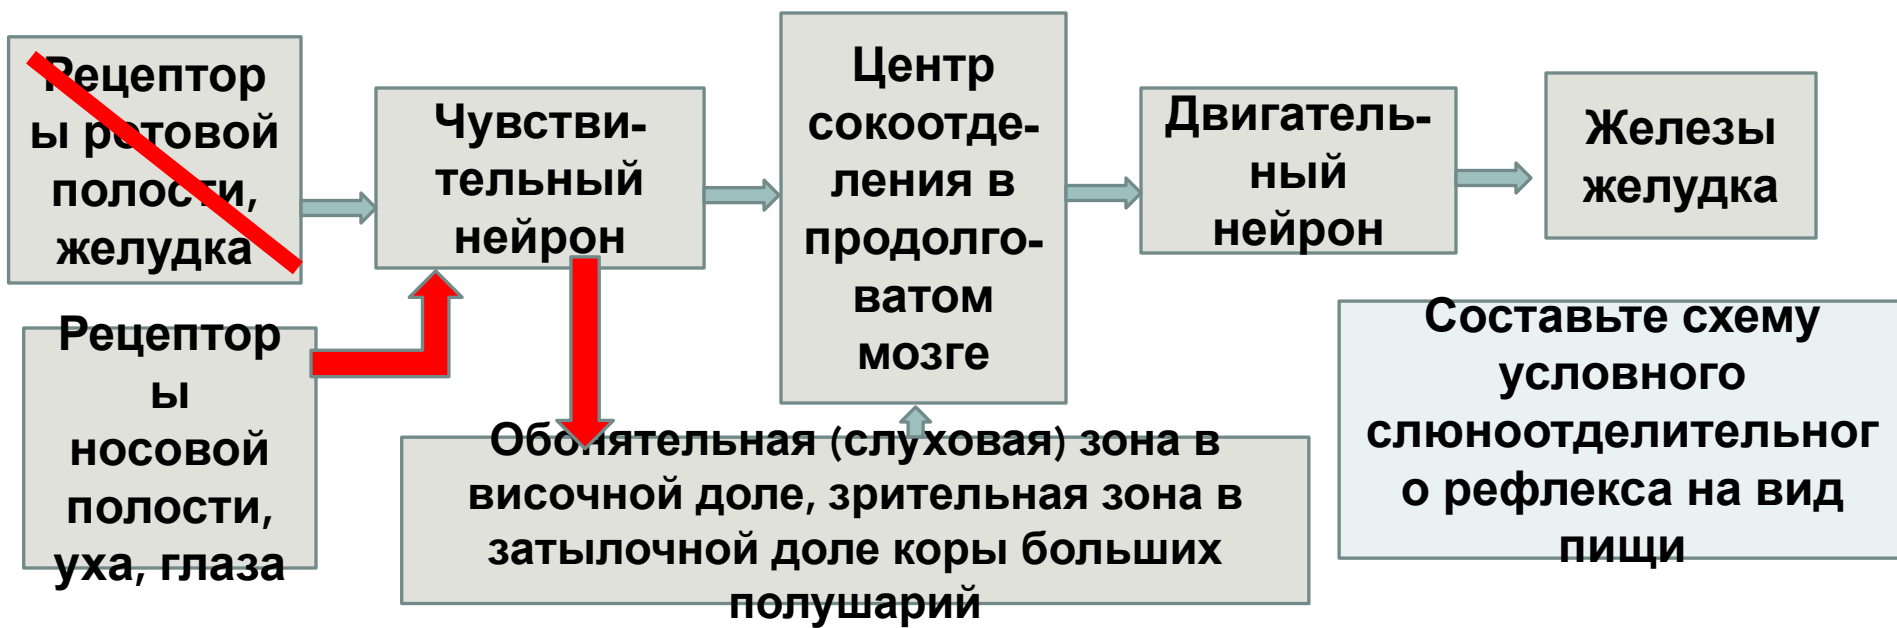 Рецептор
ы ротовой
полости,
желудка
Чувстви-
тельный
нейрон
Центр
сокоотде-
ления в
продолго-
ватом
мозге
Двигатель-
ный
нейрон
Железы
желудка
Рецептор
ы
носовой
полости,
уха, глаза
Обонятельная (слуховая) зона в
височной доле, зрительная зона в
затылочной доле коры больших
полушарий
Составьте схему
условного
слюноотделительног
о рефлекса на вид
пищи